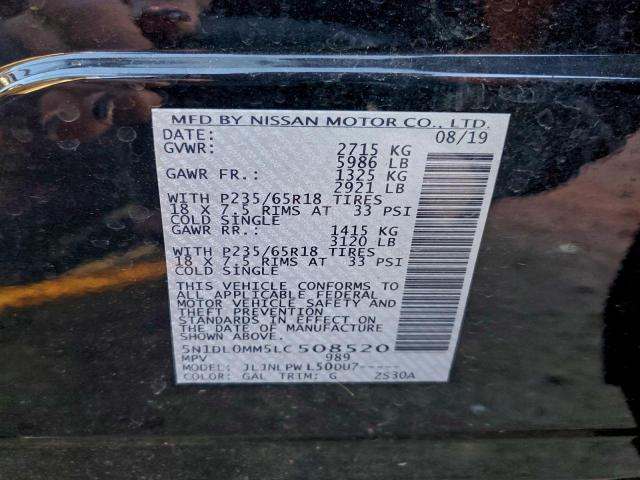 MFD BY NISSAN MOTOR CO., LTD.
DATE: 08/19
GVWR: 2715 KG
5986 LB
GAWR FR.: 1325 KG
2921 LB
WITH P235/65R18 TIRES
18 X 7.5 RIMS AT 33 PSI
COLD SINGLE
GAWR RR.: 1415 KG
3120 LB
WITH P235/65R18 TIRES
18 X 7.5 RIMS AT 33 PSI
COLD SINGLE
THIS VEHICLE CONFORMS TO
ALL APPLICABLE FEDERAL
MOTOR VEHICLE SAFETY AND
THEFT PREVENTION
STANDARDS IN EFFECT ON
THE DATE OF MANUFACTURE
SHOWN ABOVE.
5N1DL0MM5LC508520
MPV 989
MODEL: JLJNLPWL50DU7-----
COLOR: GAL TRIM: G ZS30A